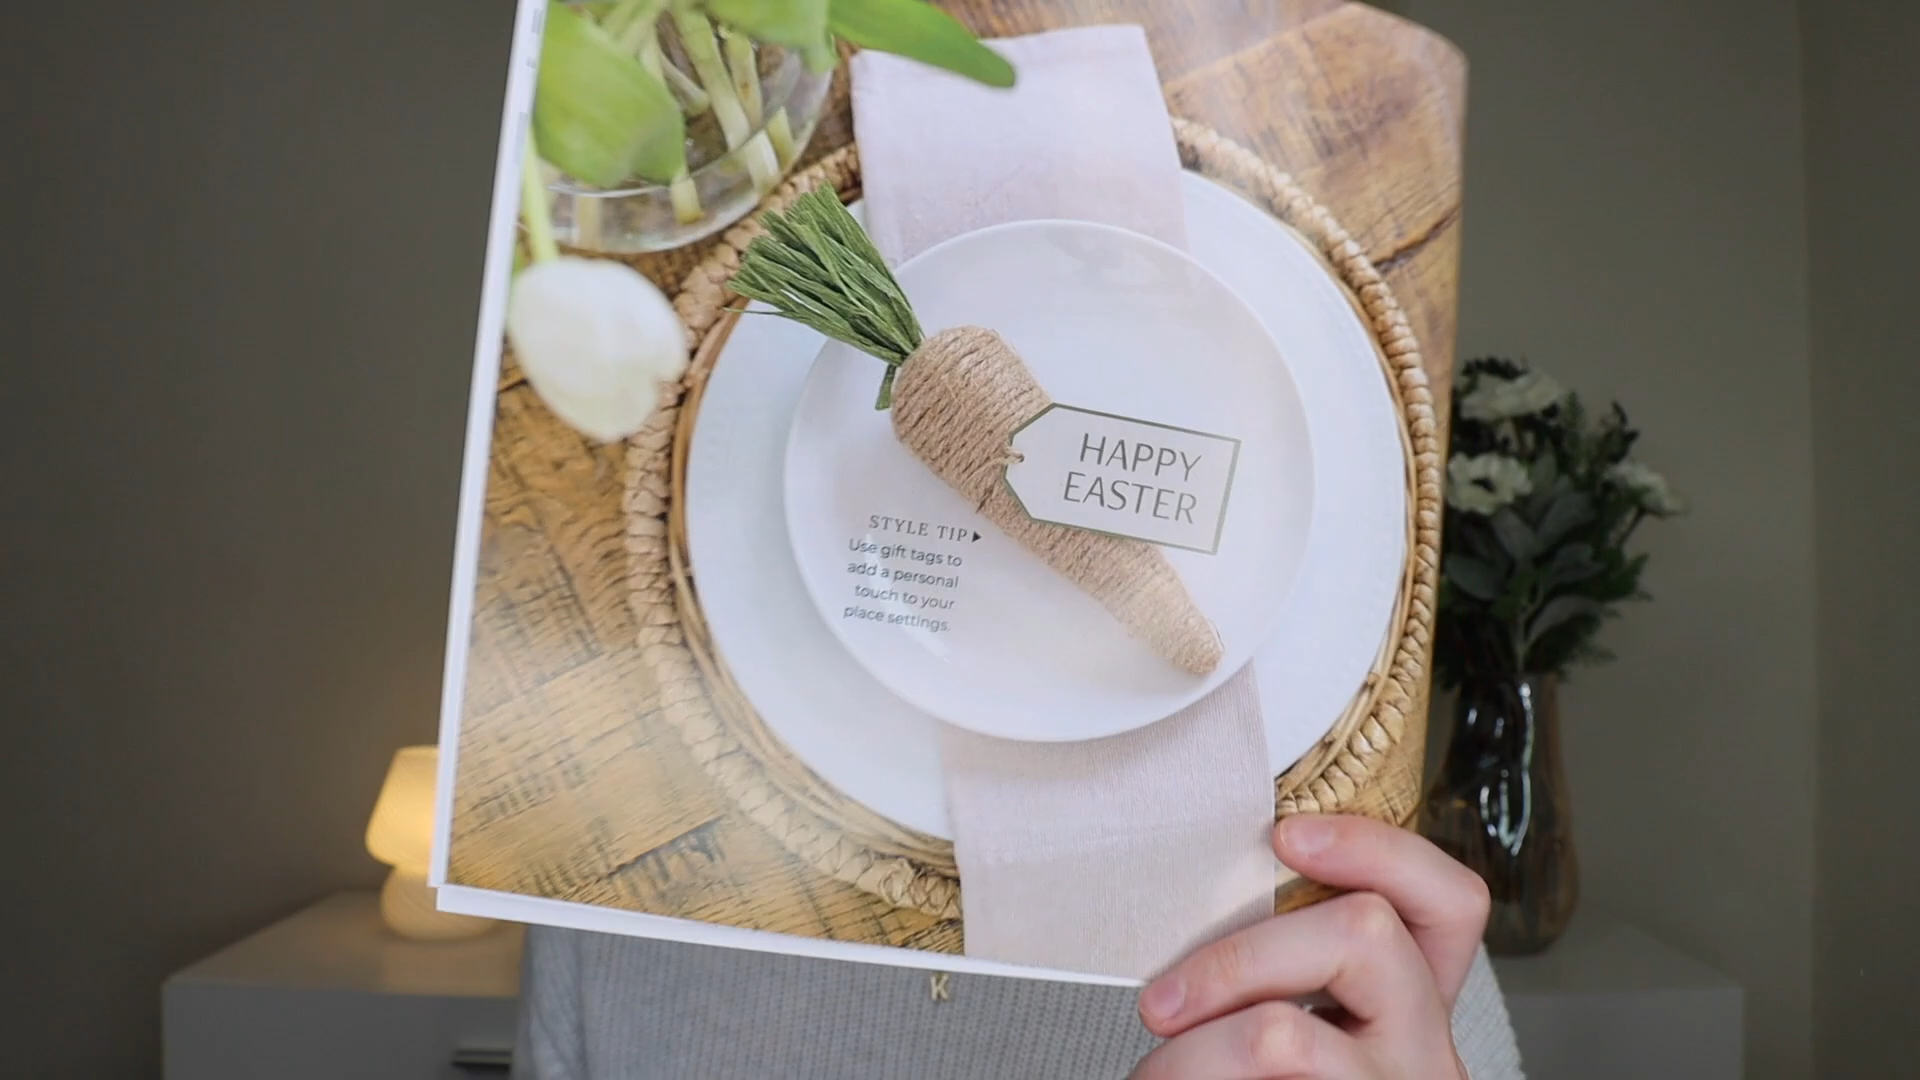 HAPPY
EASTER
STYLE TIP▸
Use gift tags to
add a personal
touch to your
place settings.
K